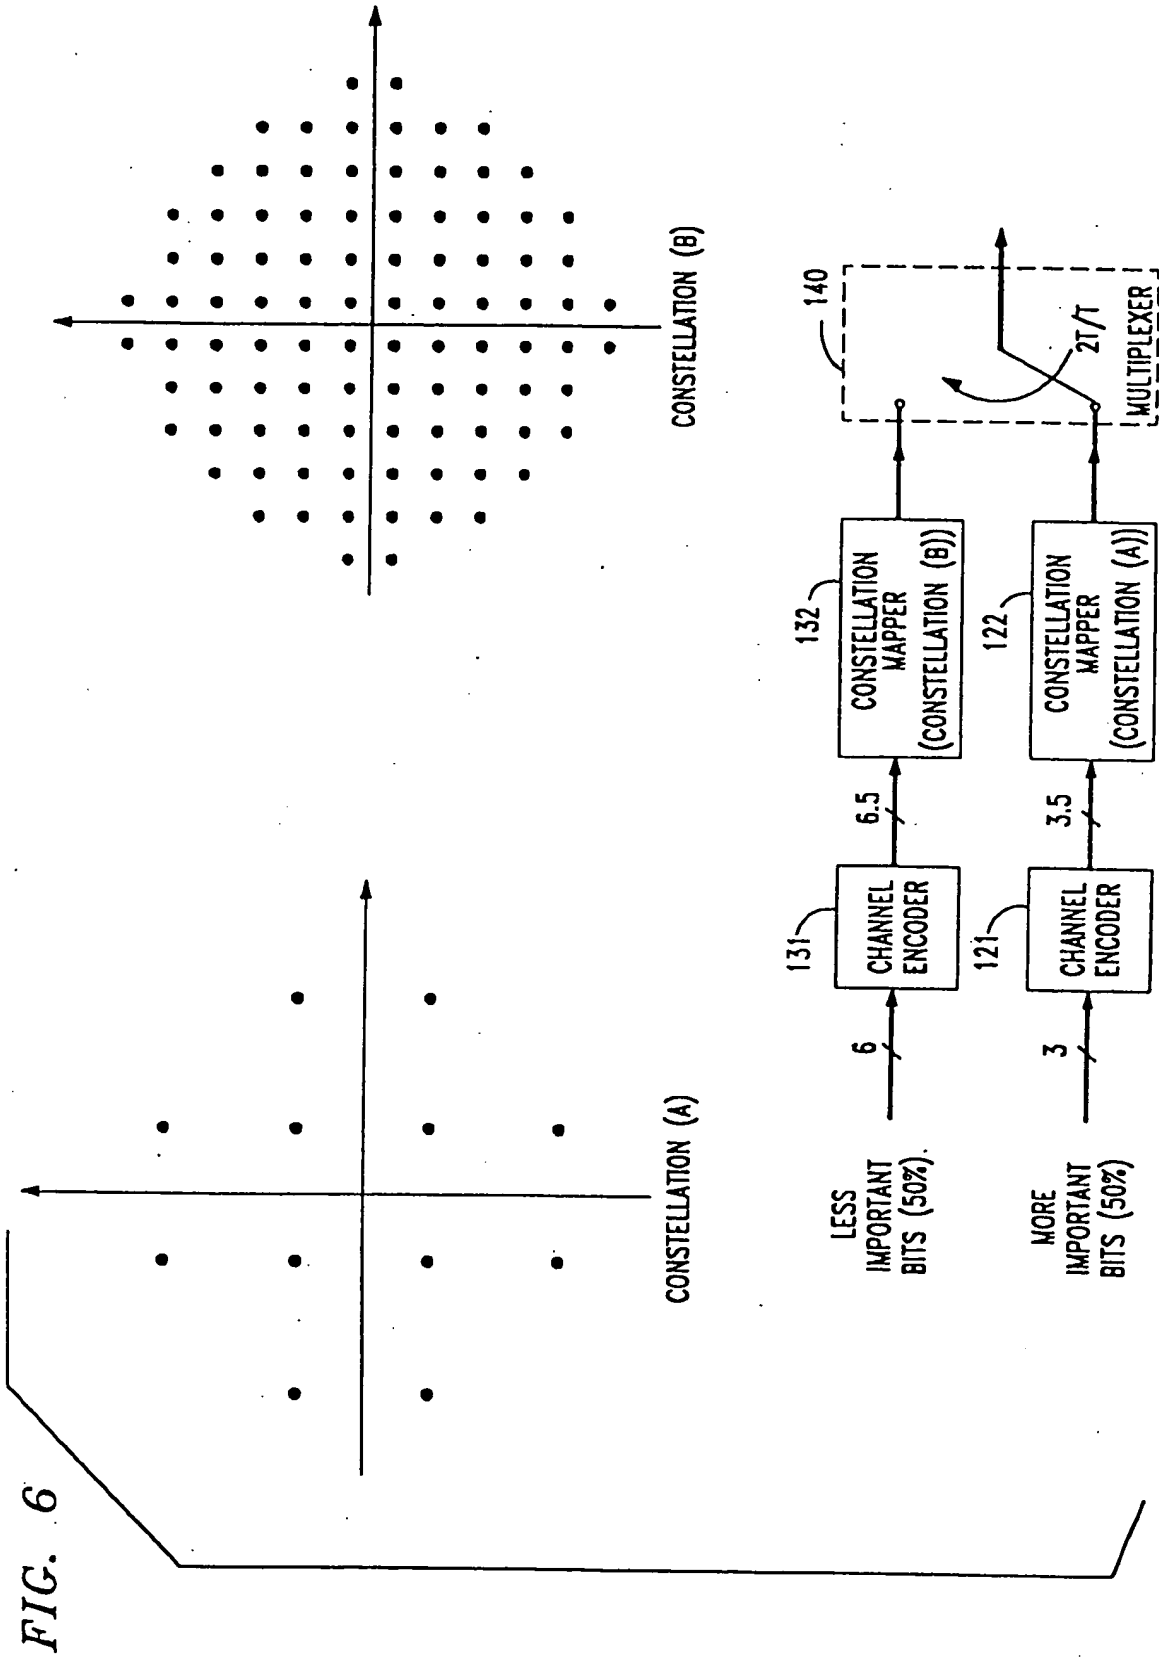 FIG. 6
CONSTELLATION (A)
CONSTELLATION (B)
LESS
IMPORTANT
BITS (50%).
6
131
CHANNEL
ENCODER
6.5
132
CONSTELLATION
MAPPER
(CONSTELLATION (B))
140
2T/T
MULTIPLEXER
MORE
IMPORTANT
BITS (50%)
3
121
CHANNEL
ENCODER
3.5
122
CONSTELLATION
MAPPER
(CONSTELLATION (A))